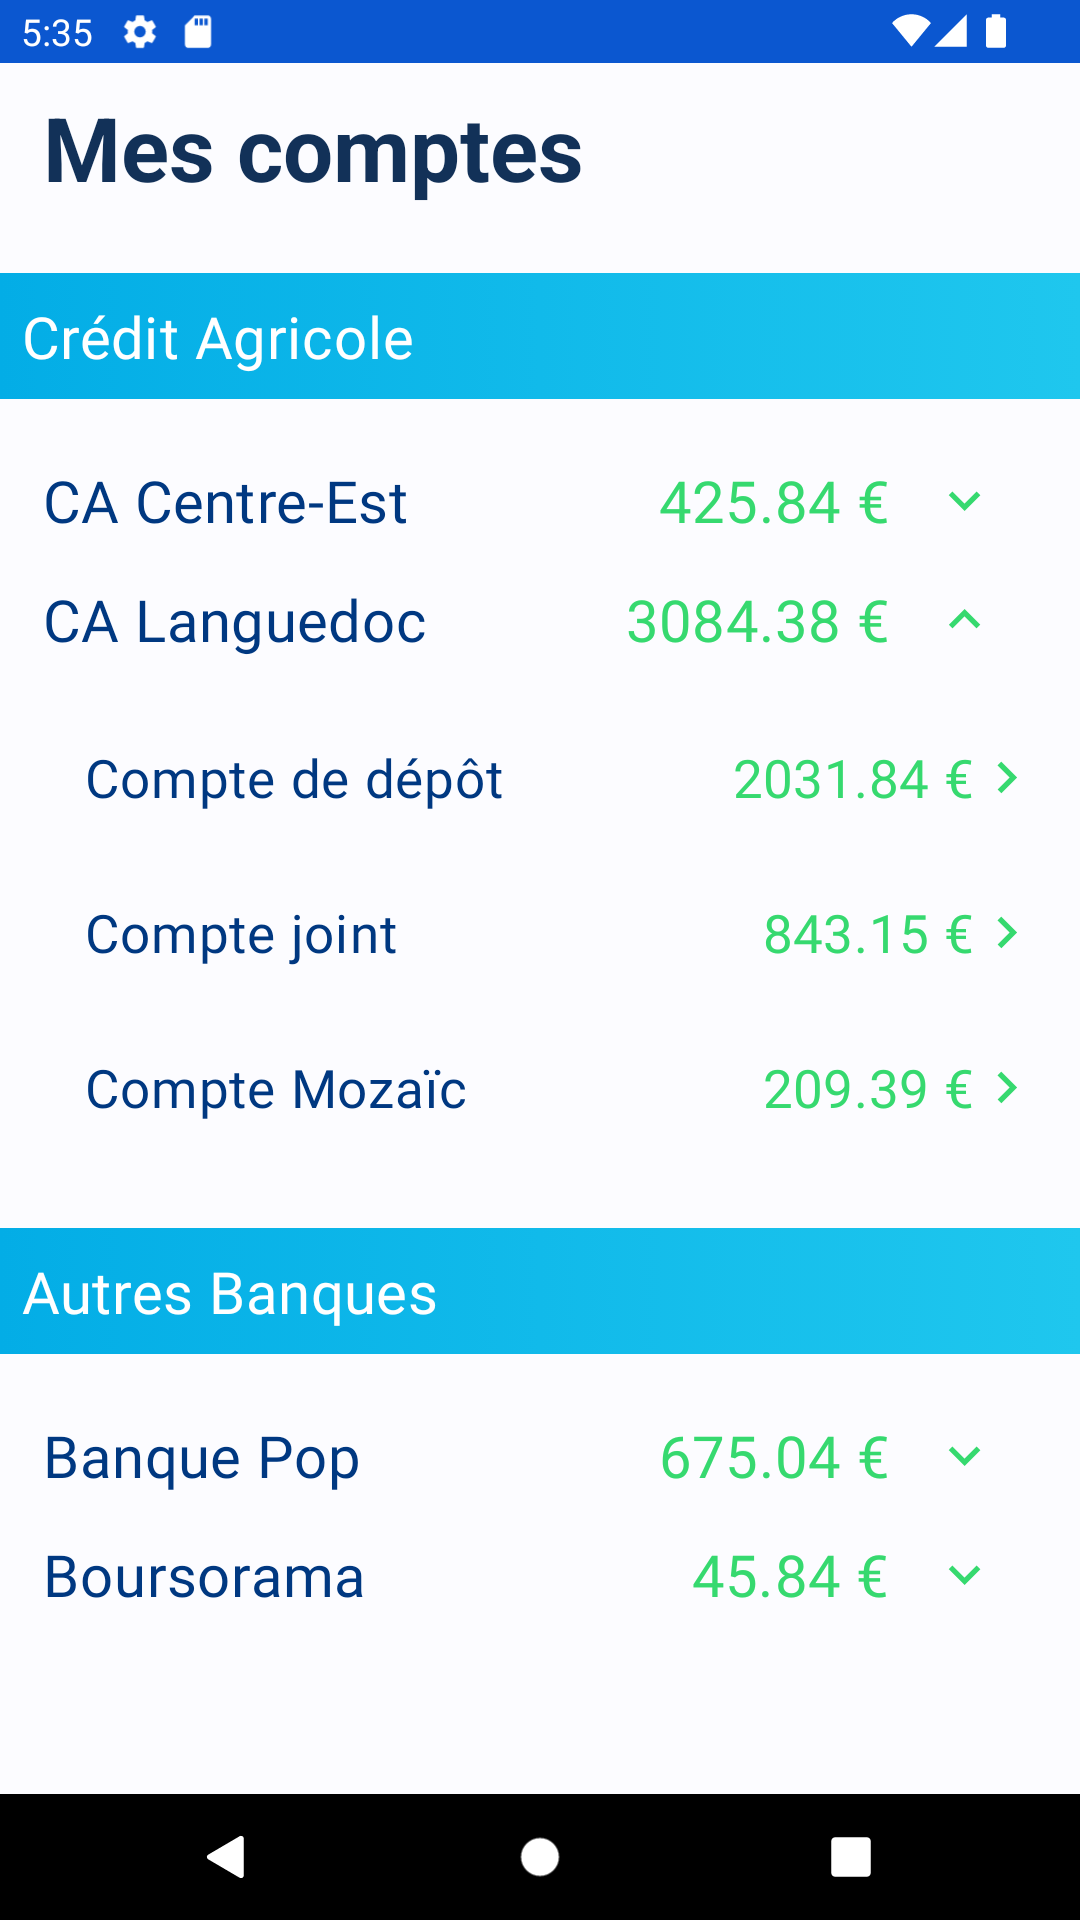 5:35
Mes comptes
Crédit Agricole
CA Centre-Est 425.84 €
CA Languedoc 3084.38 €
Compte de dépôt 2031.84 €
Compte joint 843.15 €
Compte Mozaïc 209.39 €
Autres Banques
Banque Pop 675.04 €
Boursorama 45.84 €